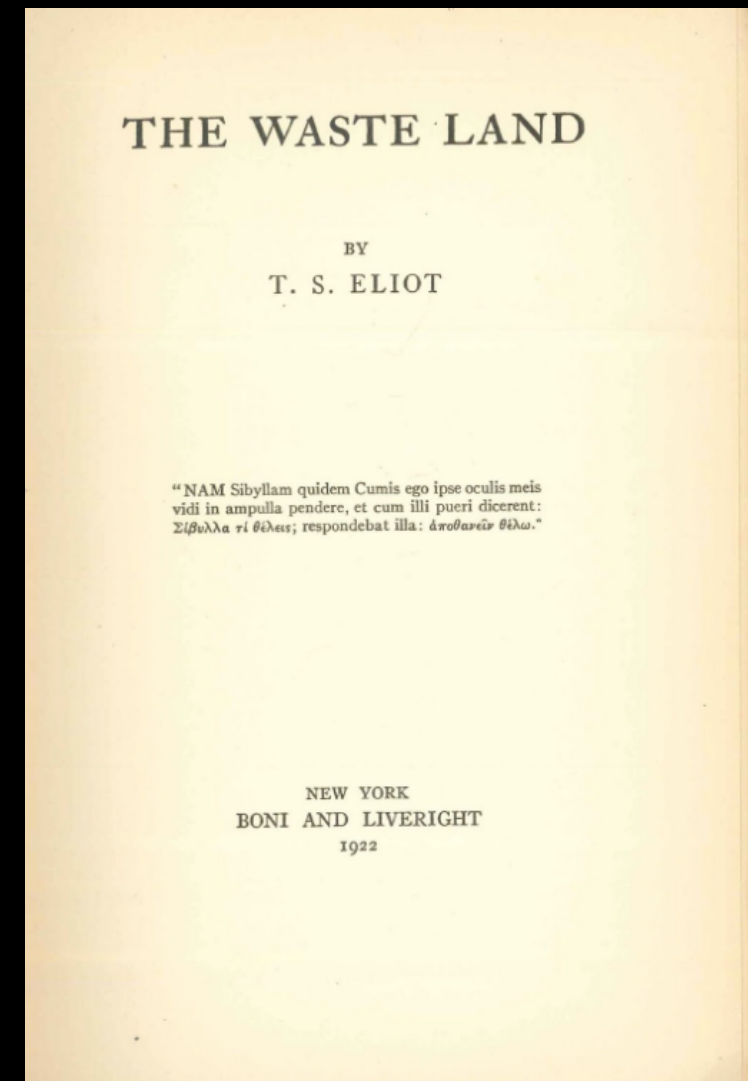 THE WASTE LAND
BY
T. S. ELIOT
“NAM Sibyllam quidem Cumis ego ipse oculis meis
vidi in ampulla pendere, et cum illi pueri dicerent:
Σίβυλλα τί θέλεις; respondebat illa: ἀποθανεῖν θέλω.”
NEW YORK
BONI AND LIVERIGHT
1922